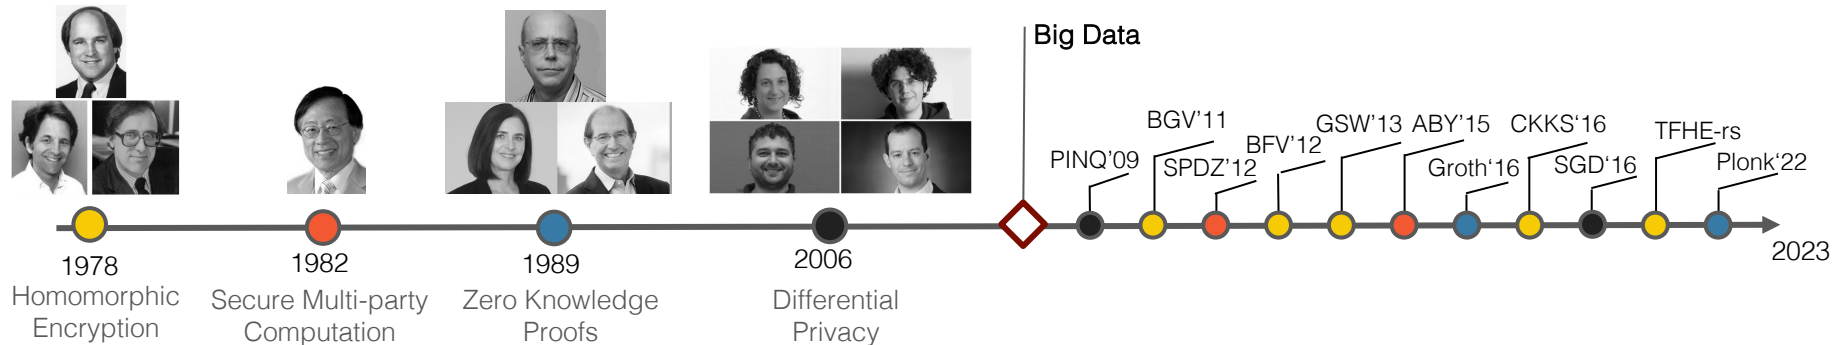 Big Data
PINQ’09
BGV’11
SPDZ’12
BFV’12
GSW’13
ABY’15
Groth‘16
CKKS‘16
SGD‘16
TFHE-rs
Plonk‘22
2023
1978
Homomorphic
Encryption
1982
Secure Multi-party
Computation
1989
Zero Knowledge
Proofs
2006
Differential
Privacy